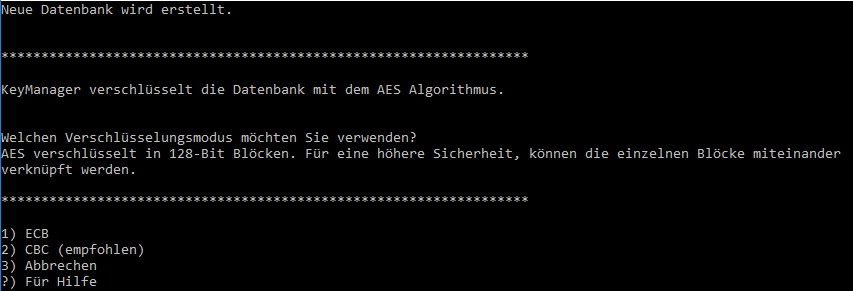 Neue Datenbank wird erstellt.
******************************************************************
KeyManager verschlüsselt die Datenbank mit dem AES Algorithmus.
Welchen Verschlüsselungsmodus möchten Sie verwenden?
AES verschlüsselt in 128-Bit Blöcken. Für eine höhere Sicherheit, können die einzelnen Blöcke miteinander
verknüpft werden.
******************************************************************
1) ECB
2) CBC (empfohlen)
3) Abbrechen
?) Für Hilfe